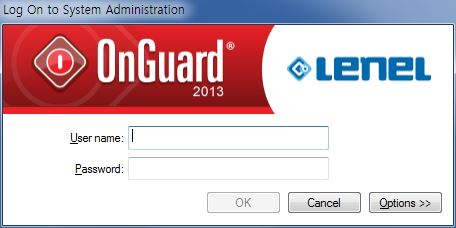 Log On to System Administration
OnGuard®
2013
LENEL
User name:
Password:
OK
Cancel
Options >>